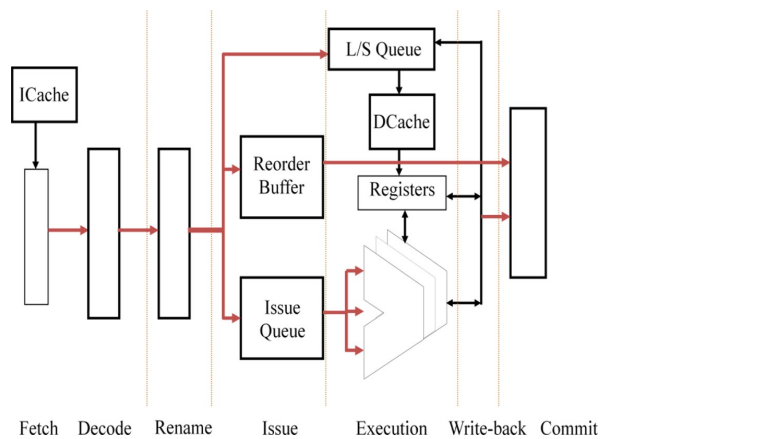 L/S Queue
ICache
DCache
Reorder
Buffer
Registers
Issue
Queue
Fetch Decode Rename Issue Execution Write-back Commit